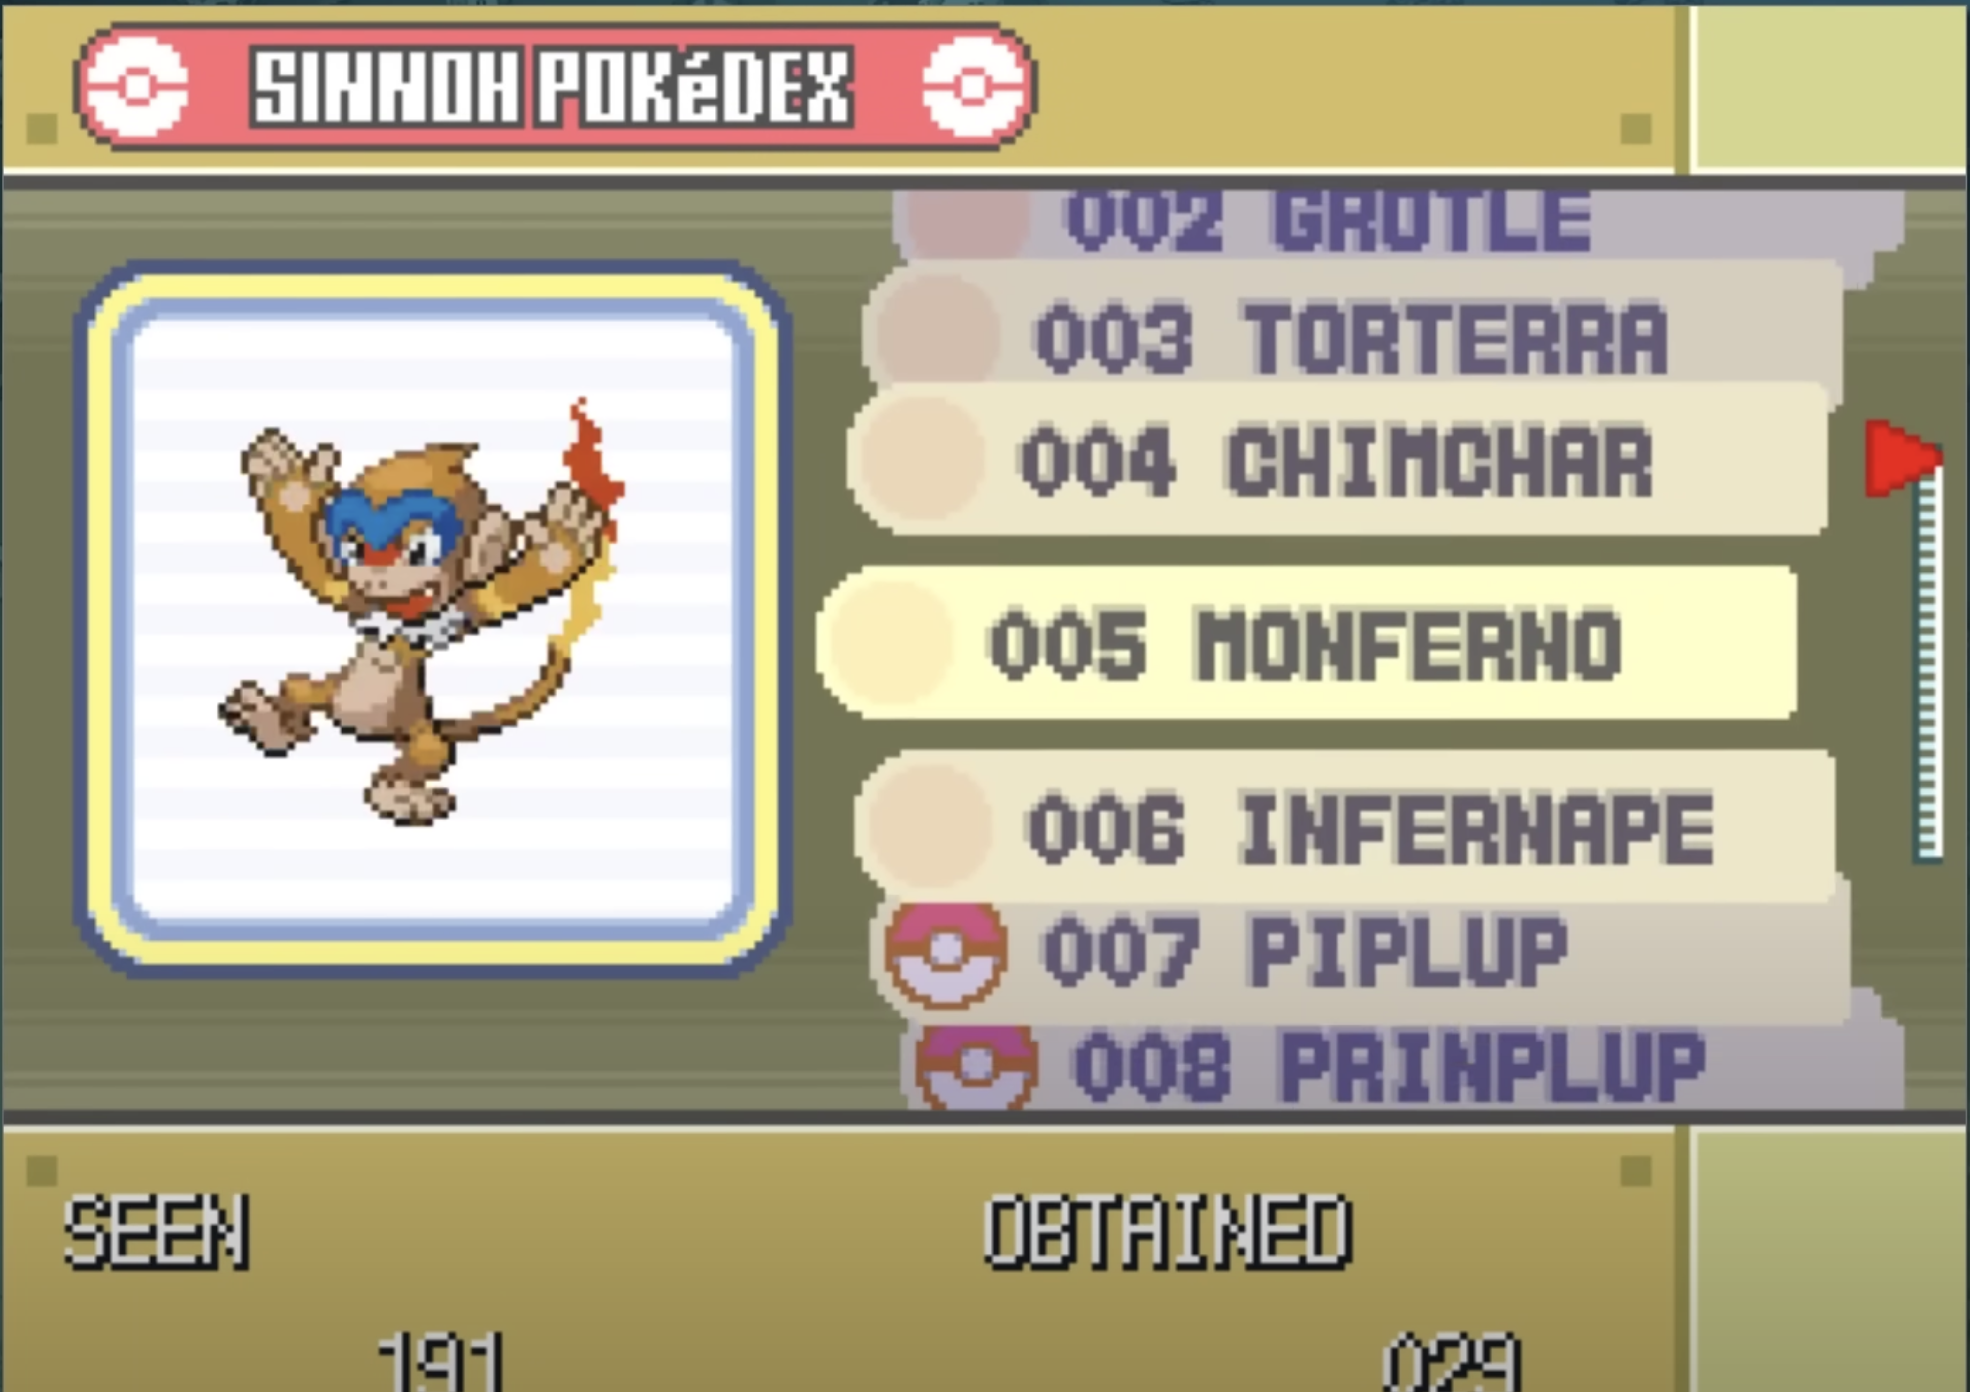 SINNOH POKéDEX
002 GROTLE
003 TORTERRA
004 CHIMCHAR
005 MONFERNO
006 INFERNAPE
007 PIPLUP
008 PRINPLUP
SEEN
OBTAINED
191
029